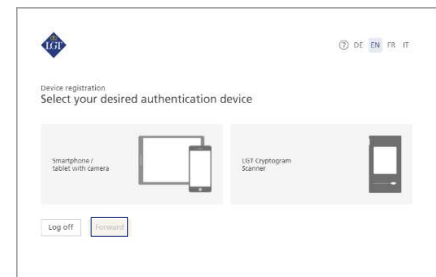 LGT
? DE EN FR IT
Device registration
Select your desired authentication device
Smartphone /
tablet with camera
LGT Cryptogram
Scanner
Log off
Forward